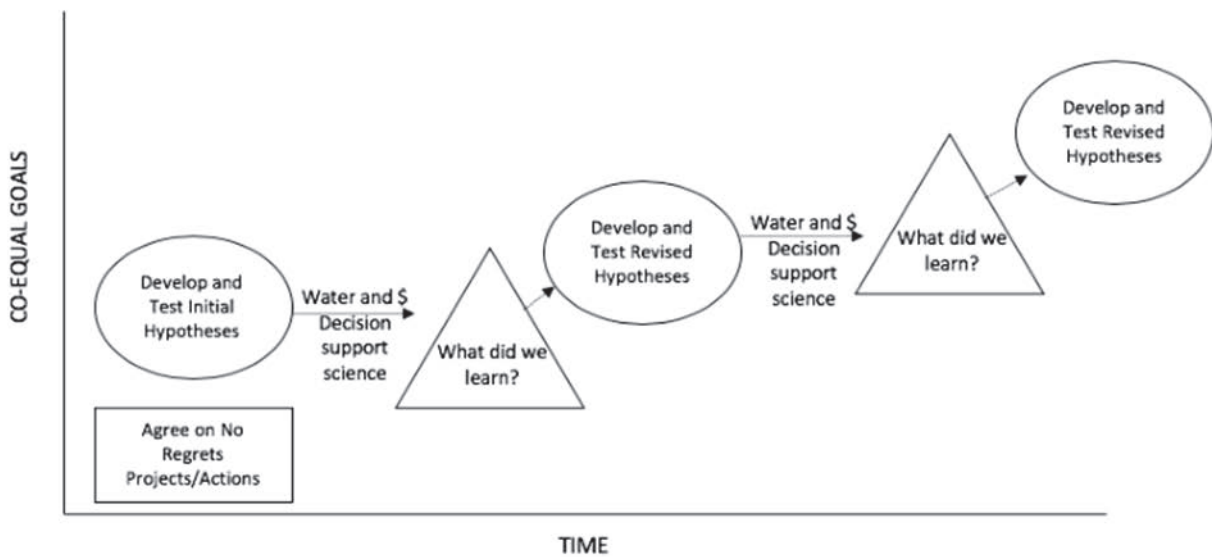 CO-EQUAL GOALS
Develop and
Test Initial
Hypotheses
Water and $
Decision
support
science
What did we
learn?
Develop and
Test Revised
Hypotheses
Water and $
Decision
support
science
What did we
learn?
Develop and
Test Revised
Hypotheses
Agree on No
Regrets
Projects/Actions
TIME